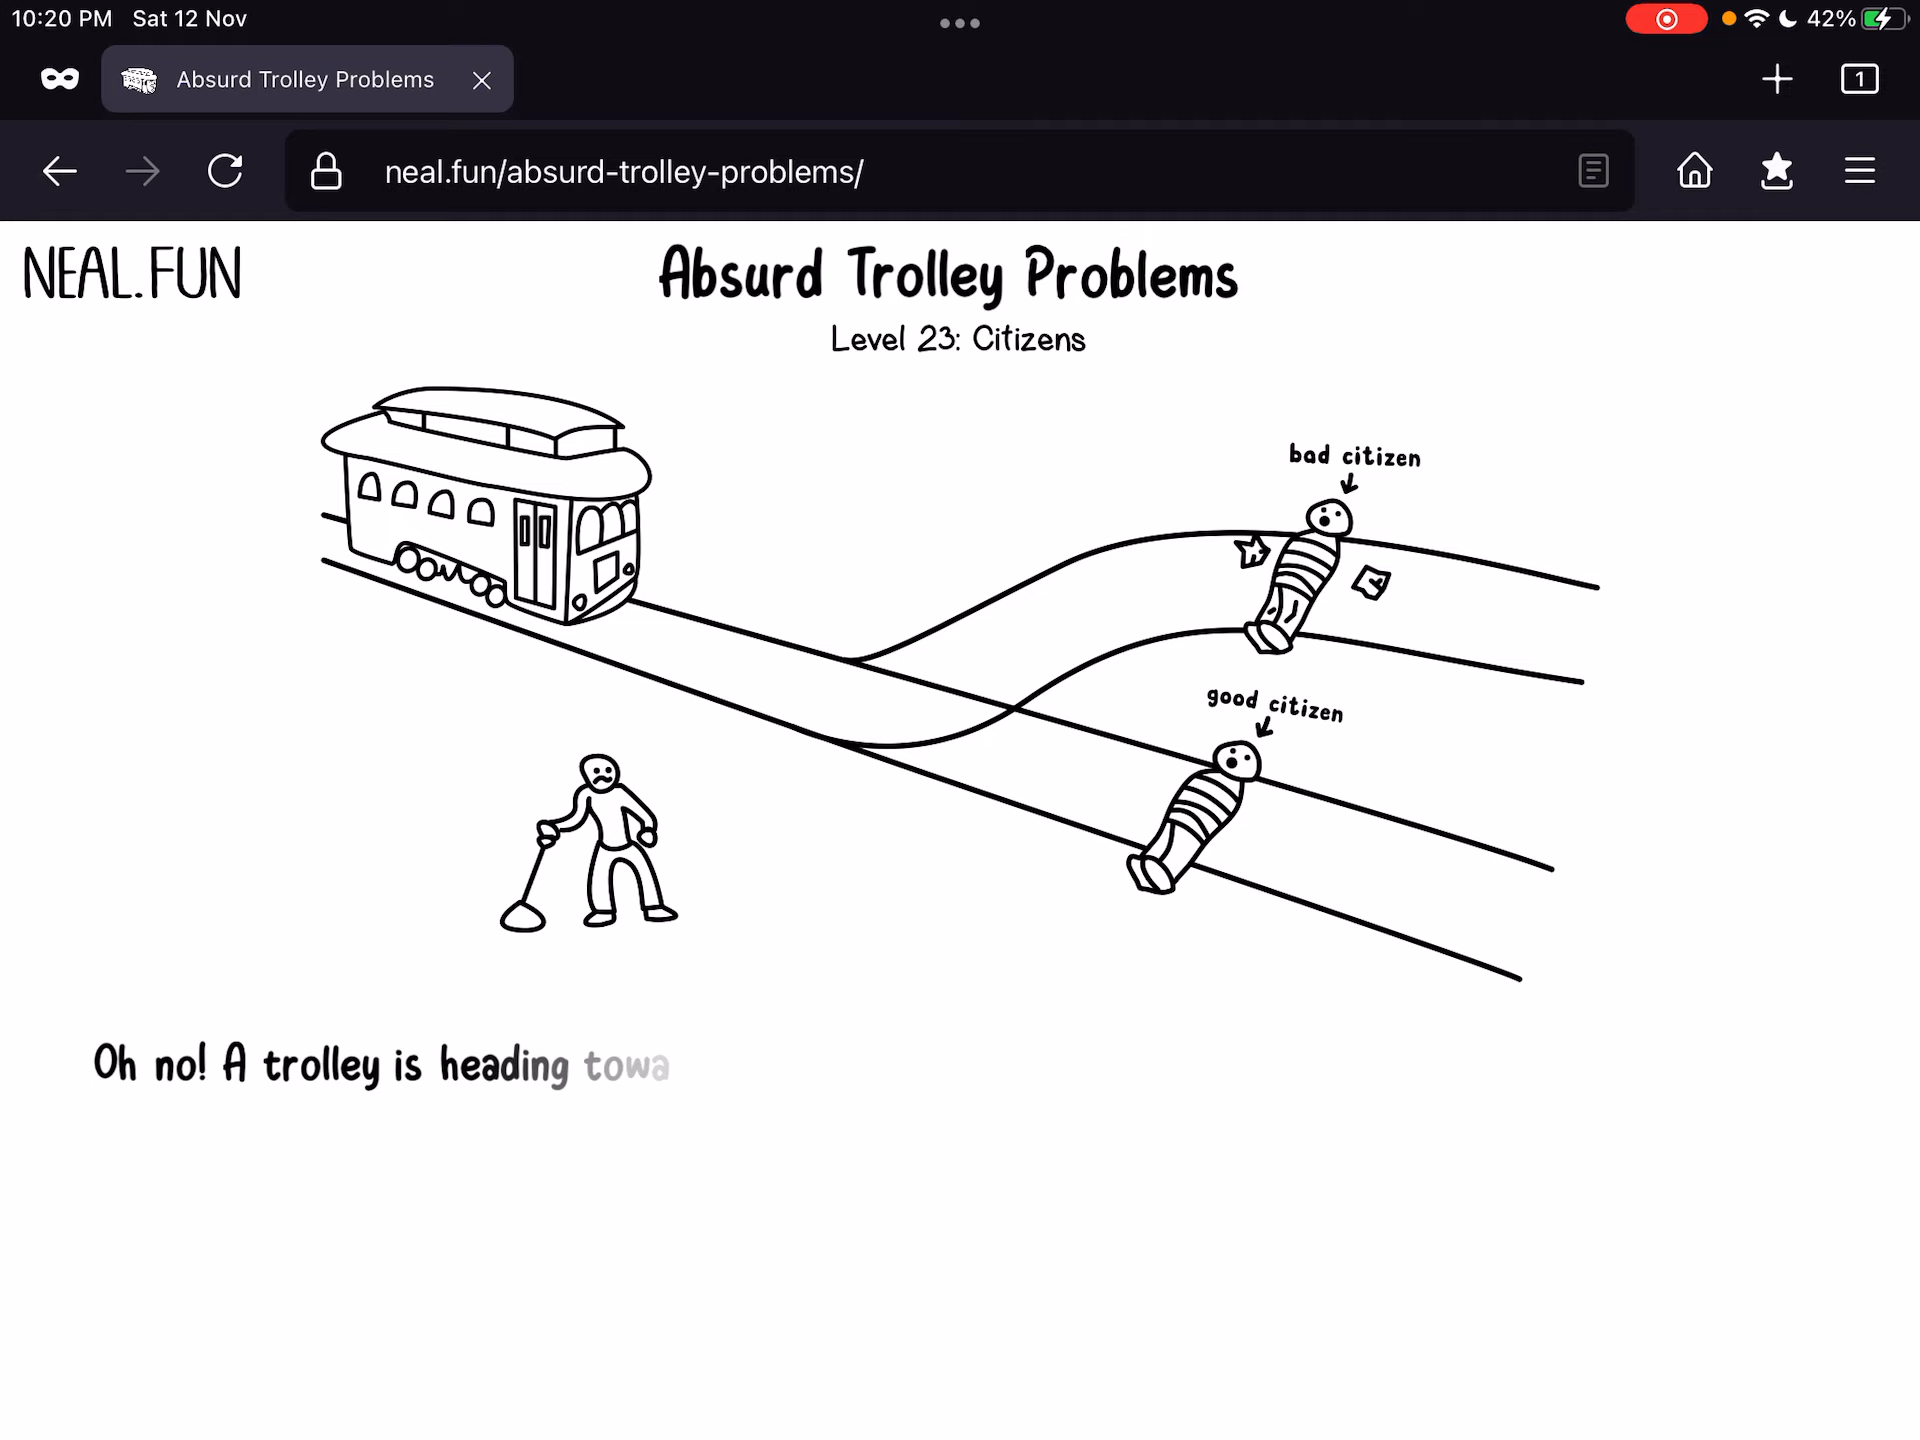 10:20 PM Sat 12 Nov
42%
Absurd Trolley Problems
1
neal.fun/absurd-trolley-problems/
NEAL.FUN
Absurd Trolley Problems
Level 23: Citizens
bad citizen
good citizen
Oh no! A trolley is heading towa